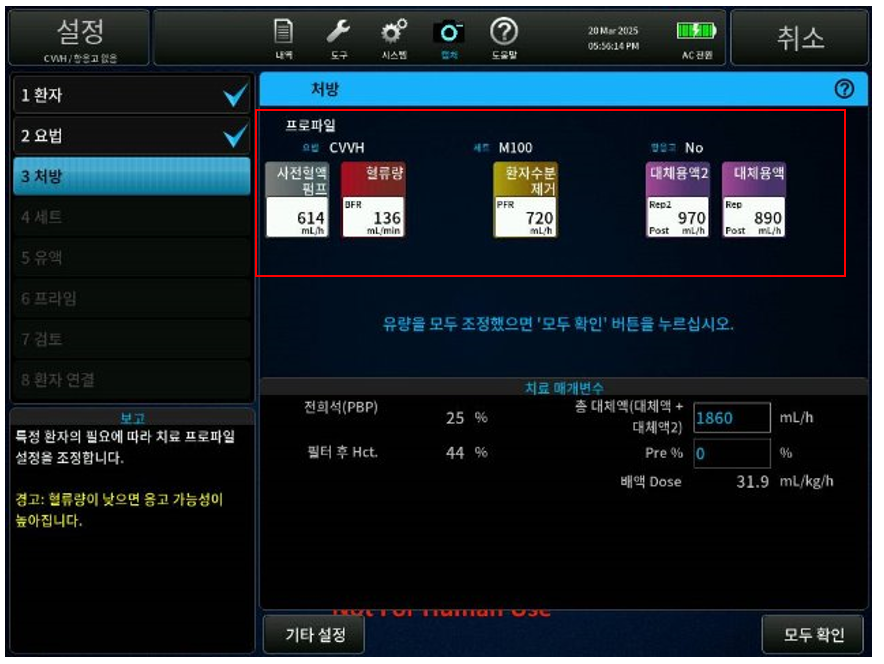 설정
CVVH / 항응고 없음
내역
도구
시스템
캡처
도움말
20 Mar 2025
05:56:14 PM
AC 전원
취소
1 환자
2 요법
3 처방
4 세트
5 유액
6 프라임
7 검토
8 환자 연결
보고
특정 환자의 필요에 따라 치료 프로파일
설정을 조정합니다.
경고: 혈류량이 낮으면 응고 가능성이
높아집니다.
처방
프로파일
요법 CVVH
세트 M100
항응고 No
사전혈액
펌프
614
mL/h
혈류량
BFR
136
mL/min
환자수분
제거
PFR
720
mL/h
대체용액2
Rep2
970
Post mL/h
대체용액
Rep
890
Post mL/h
유량을 모두 조정했으면 '모두 확인' 버튼을 누르십시오.
치료 매개변수
전희석(PBP) 25 %
필터 후 Hct. 44 %
총 대체액(대체액 +
대체액2) 1860 mL/h
Pre % 0 %
배액 Dose 31.9 mL/kg/h
Not For Human Use
기타 설정
모두 확인